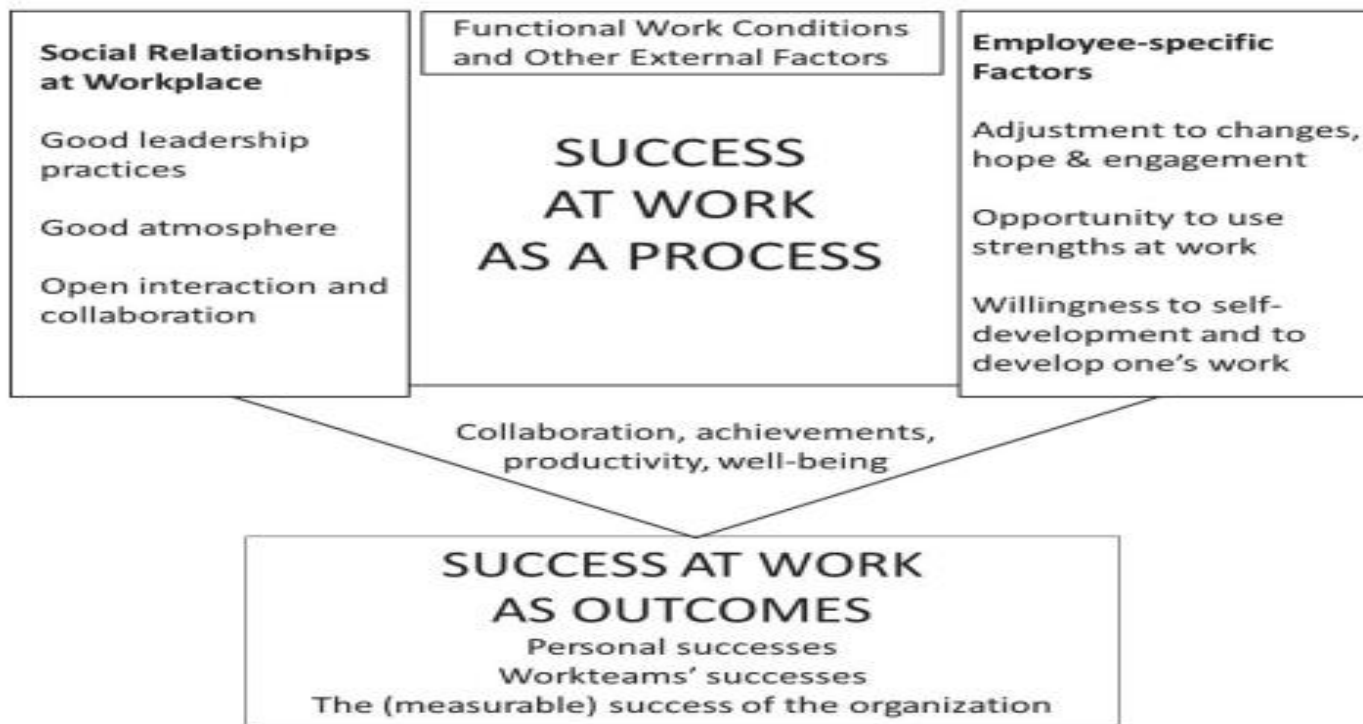 Social Relationships
at Workplace
Good leadership
practices
Good atmosphere
Open interaction and
collaboration
Functional Work Conditions
and Other External Factors
SUCCESS
AT WORK
AS A PROCESS
Employee-specific
Factors
Adjustment to changes,
hope & engagement
Opportunity to use
strengths at work
Willingness to self-
development and to
develop one’s work
Collaboration, achievements,
productivity, well-being
SUCCESS AT WORK
AS OUTCOMES
Personal successes
Workteams’ successes
The (measurable) success of the organization